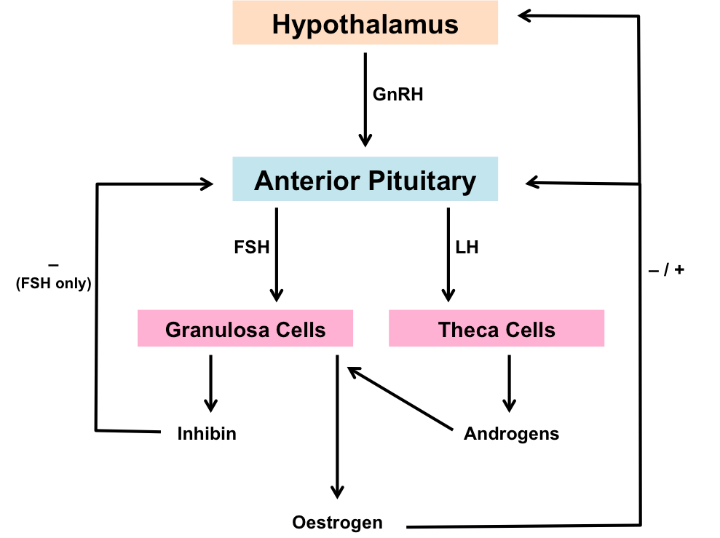 Hypothalamus
GnRH
Anterior Pituitary
FSH
LH
–
(FSH only)
– / +
Granulosa Cells
Theca Cells
Inhibin
Androgens
Oestrogen